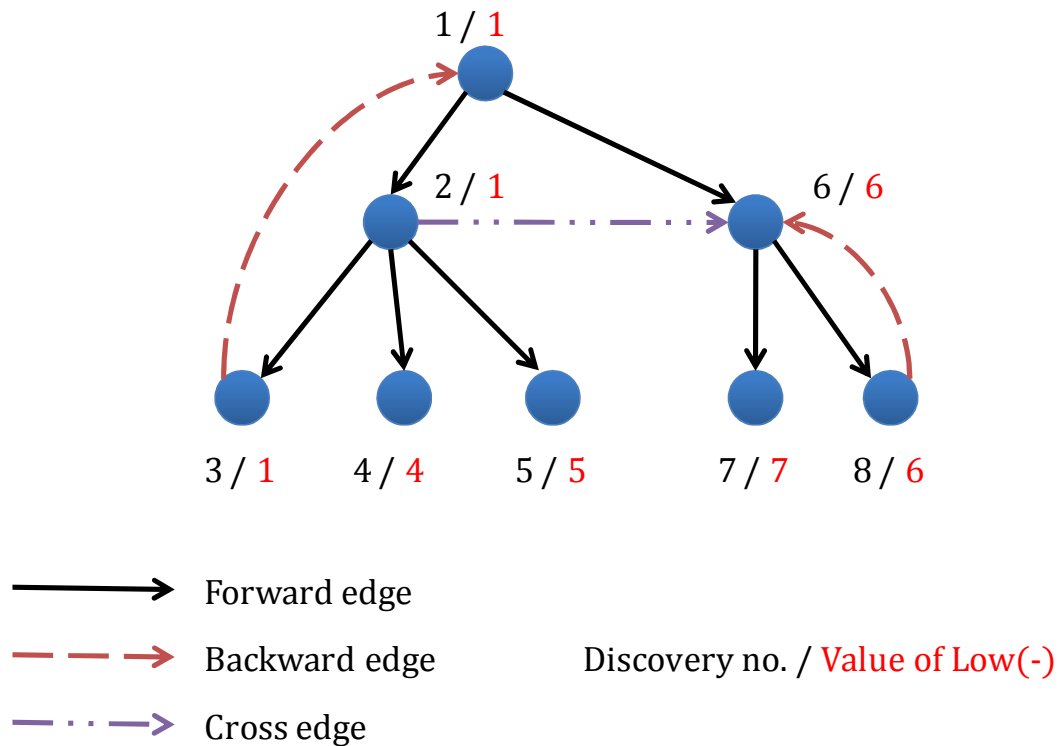 1 / 1
2 / 1
6 / 6
3 / 1
4 / 4
5 / 5
7 / 7
8 / 6
Forward edge
Backward edge
Discovery no. / Value of Low(-)
Cross edge